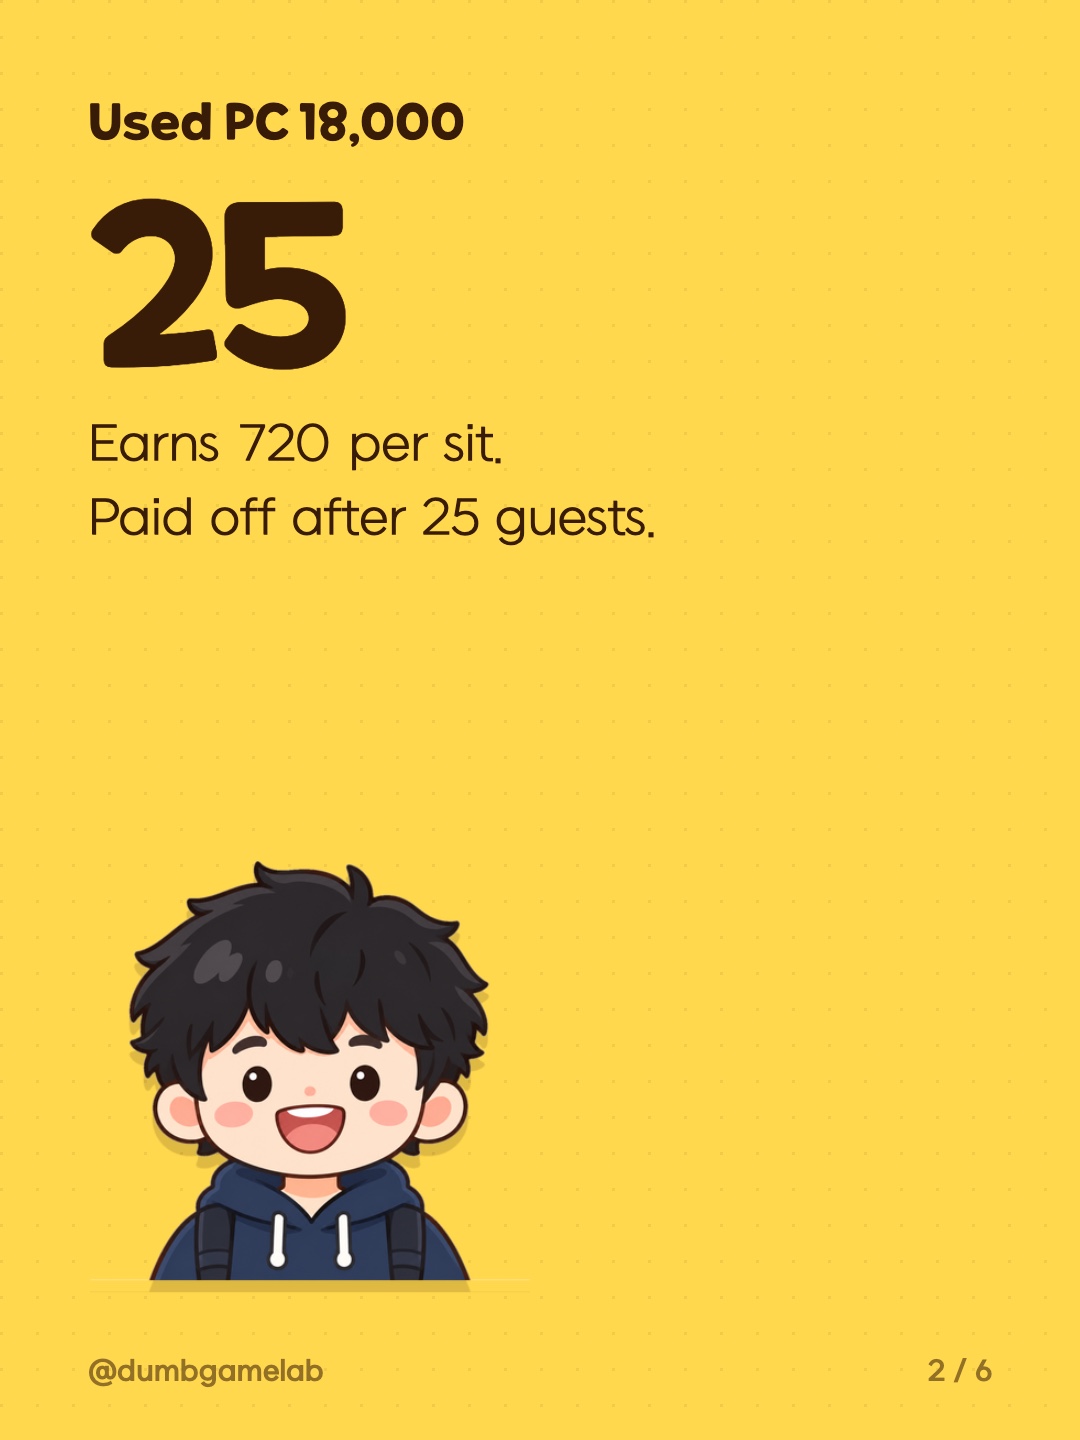 Used PC 18,000
25
Earns 720 per sit.
Paid off after 25 guests.
@dumbgamelab
2 / 6